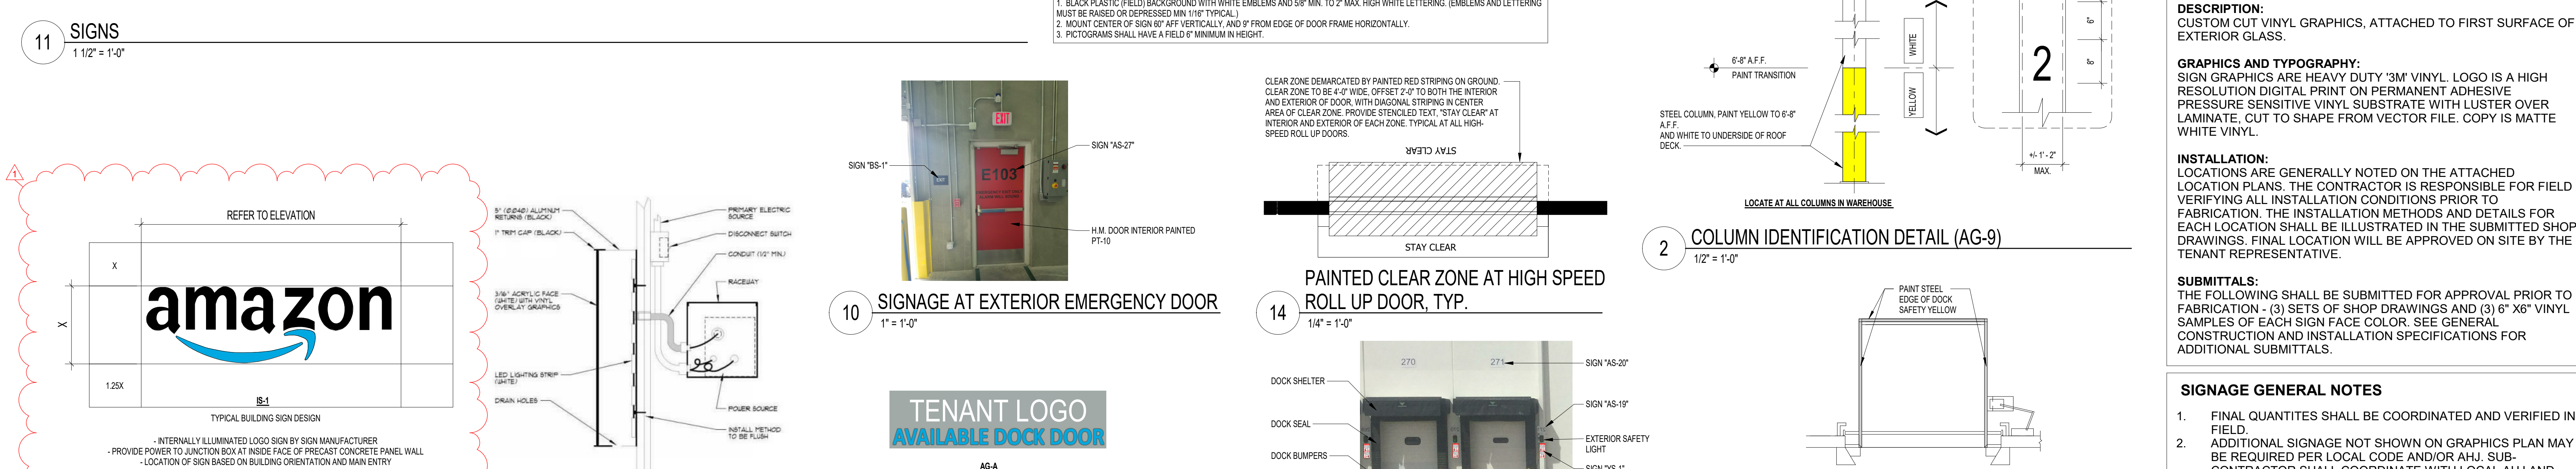 11
SIGNS
1 1/2" = 1'-0"
1. BLACK PLASTIC (FIELD) BACKGROUND WITH WHITE EMBLEMS AND 5/8" MIN. TO 2" MAX. HIGH WHITE LETTERING. (EMBLEMS AND LETTERING
MUST BE RAISED OR DEPRESSED MIN 1/16" TYPICAL.)
2. MOUNT CENTER OF SIGN 60" AFF VERTICALLY, AND 9" FROM EDGE OF DOOR FRAME HORIZONTALLY.
3. PICTOGRAMS SHALL HAVE A FIELD 6" MINIMUM IN HEIGHT.
1
REFER TO ELEVATION
X
X
1.25X
amazon
IS-1
TYPICAL BUILDING SIGN DESIGN
- INTERNALLY ILLUMINATED LOGO SIGN BY SIGN MANUFACTURER
- PROVIDE POWER TO JUNCTION BOX AT INSIDE FACE OF PRECAST CONCRETE PANEL WALL
- LOCATION OF SIGN BASED ON BUILDING ORIENTATION AND MAIN ENTRY
5" (0.040) ALUMINUM
RETURNS (BLACK)
1" TRIM CAP (BLACK)
3/16" ACRYLIC FACE
(WHITE) WITH VINYL
OVERLAY GRAPHICS
LED LIGHTING STRIP
(WHITE)
DRAIN HOLES
PRIMARY ELECTRIC
SOURCE
DISCONNECT SWITCH
CONDUIT (1/2" MIN.)
RACEWAY
POWER SOURCE
INSTALL METHOD
TO BE FLUSH
SIGN "BS-1"
EXIT
E103
SIGN "AS-27"
H.M. DOOR INTERIOR PAINTED
PT-10
10
SIGNAGE AT EXTERIOR EMERGENCY DOOR
1" = 1'-0"
TENANT LOGO
AVAILABLE DOCK DOOR
AG-A
CLEAR ZONE DEMARCATED BY PAINTED RED STRIPING ON GROUND.
CLEAR ZONE TO BE 4'-0" WIDE, OFFSET 2'-0" TO BOTH THE INTERIOR
AND EXTERIOR OF DOOR, WITH DIAGONAL STRIPING IN CENTER
AREA OF CLEAR ZONE. PROVIDE STENCILED TEXT, "STAY CLEAR" AT
INTERIOR AND EXTERIOR OF EACH ZONE. TYPICAL AT ALL HIGH-
SPEED ROLL UP DOORS.
STAY CLEAR
STAY CLEAR
14
PAINTED CLEAR ZONE AT HIGH SPEED
ROLL UP DOOR, TYP.
1/4" = 1'-0"
270
271
DOCK SHELTER
DOCK SEAL
DOCK BUMPERS
SIGN "AS-20"
SIGN "AS-19"
EXTERIOR SAFETY
LIGHT
SIGN "YS-1"
6'-8" A.F.F.
PAINT TRANSITION
STEEL COLUMN, PAINT YELLOW TO 6'-8"
A.F.F.
AND WHITE TO UNDERSIDE OF ROOF
DECK.
WHITE
YELLOW
2
6"
8"
+/- 1' - 2"
MAX.
LOCATE AT ALL COLUMNS IN WAREHOUSE
2
COLUMN IDENTIFICATION DETAIL (AG-9)
1/2" = 1'-0"
PAINT STEEL
EDGE OF DOCK
SAFETY YELLOW
DESCRIPTION:
CUSTOM CUT VINYL GRAPHICS, ATTACHED TO FIRST SURFACE OF
EXTERIOR GLASS.
GRAPHICS AND TYPOGRAPHY:
SIGN GRAPHICS ARE HEAVY DUTY '3M' VINYL. LOGO IS A HIGH
RESOLUTION DIGITAL PRINT ON PERMANENT ADHESIVE
PRESSURE SENSITIVE VINYL SUBSTRATE WITH LUSTER OVER
LAMINATE, CUT TO SHAPE FROM VECTOR FILE. COPY IS MATTE
WHITE VINYL.
INSTALLATION:
LOCATIONS ARE GENERALLY NOTED ON THE ATTACHED
LOCATION PLANS. THE CONTRACTOR IS RESPONSIBLE FOR FIELD
VERIFYING ALL INSTALLATION CONDITIONS PRIOR TO
FABRICATION. THE INSTALLATION METHODS AND DETAILS FOR
EACH LOCATION SHALL BE ILLUSTRATED IN THE SUBMITTED SHOP
DRAWINGS. FINAL LOCATION WILL BE APPROVED ON SITE BY THE
TENANT REPRESENTATIVE.
SUBMITTALS:
THE FOLLOWING SHALL BE SUBMITTED FOR APPROVAL PRIOR TO
FABRICATION - (3) SETS OF SHOP DRAWINGS AND (3) 6" X6" VINYL
SAMPLES OF EACH SIGN FACE COLOR. SEE GENERAL
CONSTRUCTION AND INSTALLATION SPECIFICATIONS FOR
ADDITIONAL SUBMITTALS.
SIGNAGE GENERAL NOTES
1. FINAL QUANTITES SHALL BE COORDINATED AND VERIFIED IN
FIELD.
2. ADDITIONAL SIGNAGE NOT SHOWN ON GRAPHICS PLAN MAY
BE REQUIRED PER LOCAL CODE AND/OR AHJ. SUB-
CONTRACTOR SHALL COORDINATE WITH LOCAL AHJ AND